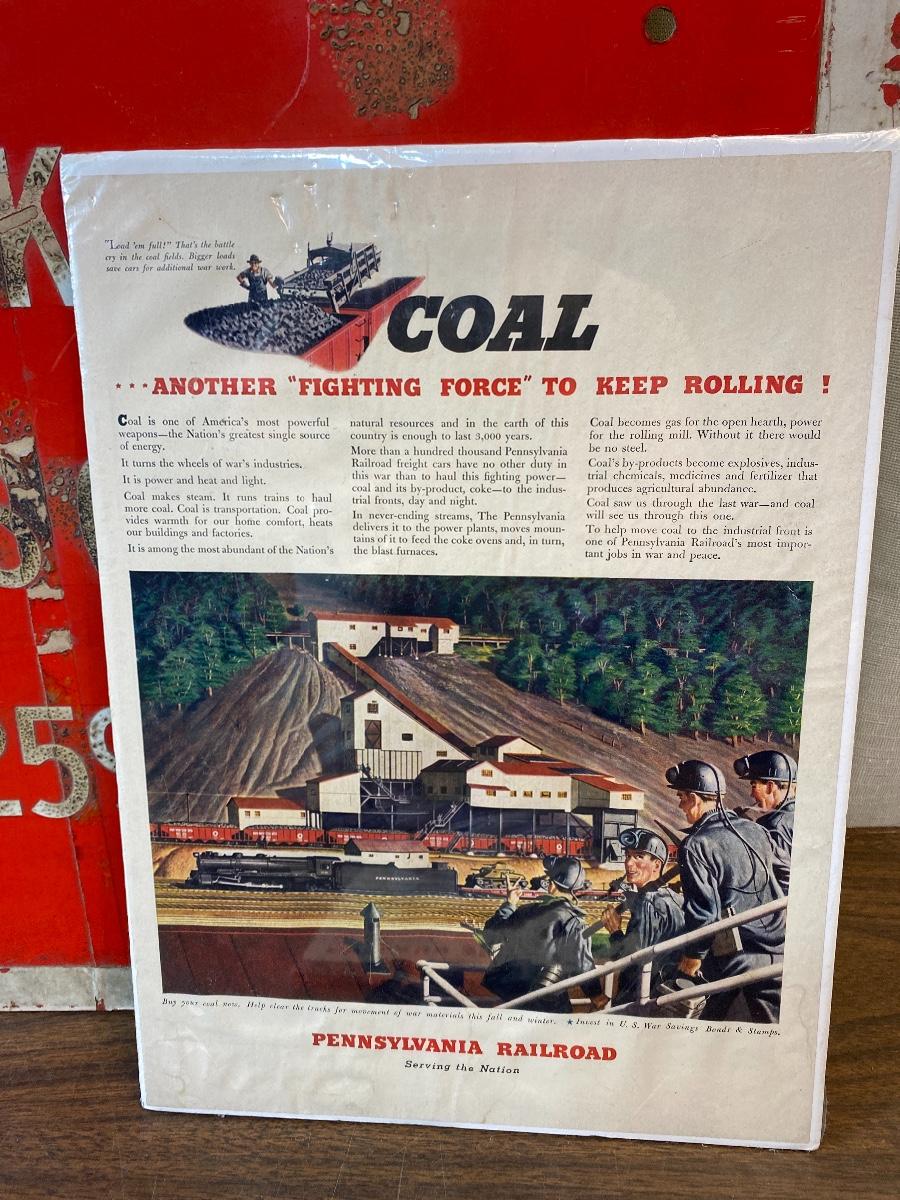 "Load 'em full!" That's the battle
cry in the coal fields. Bigger loads
save cars for additional war work.
COAL
···ANOTHER "FIGHTING FORCE" TO KEEP ROLLING !
Coal is one of America's most powerful
weapons—the Nation's greatest single source
of energy.
It turns the wheels of war's industries.
It is power and heat and light.
Coal makes steam. It runs trains to haul
more coal. Coal is transportation. Coal pro-
vides warmth for our home comfort, heats
our buildings and factories.
It is among the most abundant of the Nation's
natural resources and in the earth of this
country is enough to last 3,000 years.
More than a hundred thousand Pennsylvania
Railroad freight cars have no other duty in
this war than to haul this fighting power—
coal and its by-product, coke—to the indus-
trial fronts, day and night.
In never-ending streams, The Pennsylvania
delivers it to the power plants, moves moun-
tains of it to feed the coke ovens and, in turn,
the blast furnaces.
Coal becomes gas for the open hearth, power
for the rolling mill. Without it there would
be no steel.
Coal's by-products become explosives, indus-
trial chemicals, medicines and fertilizer that
produces agricultural abundance.
Coal saw us through the last war—and coal
will see us through this one.
To help move coal to the industrial front is
one of Pennsylvania Railroad's most impor-
tant jobs in war and peace.
PENNSYLVANIA
Buy your coal now. Help clear the tracks for movement of war materials this fall and winter. ★ Invest in U. S. War Savings Bonds & Stamps.
PENNSYLVANIA RAILROAD
Serving the Nation
K
25¢